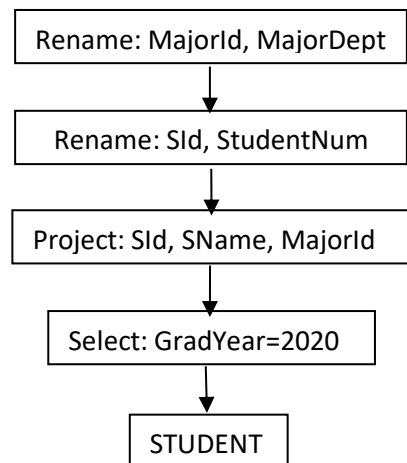 Rename: MajorId, MajorDept
Rename: SId, StudentNum
Project: SId, SName, MajorId
Select: GradYear=2020
STUDENT